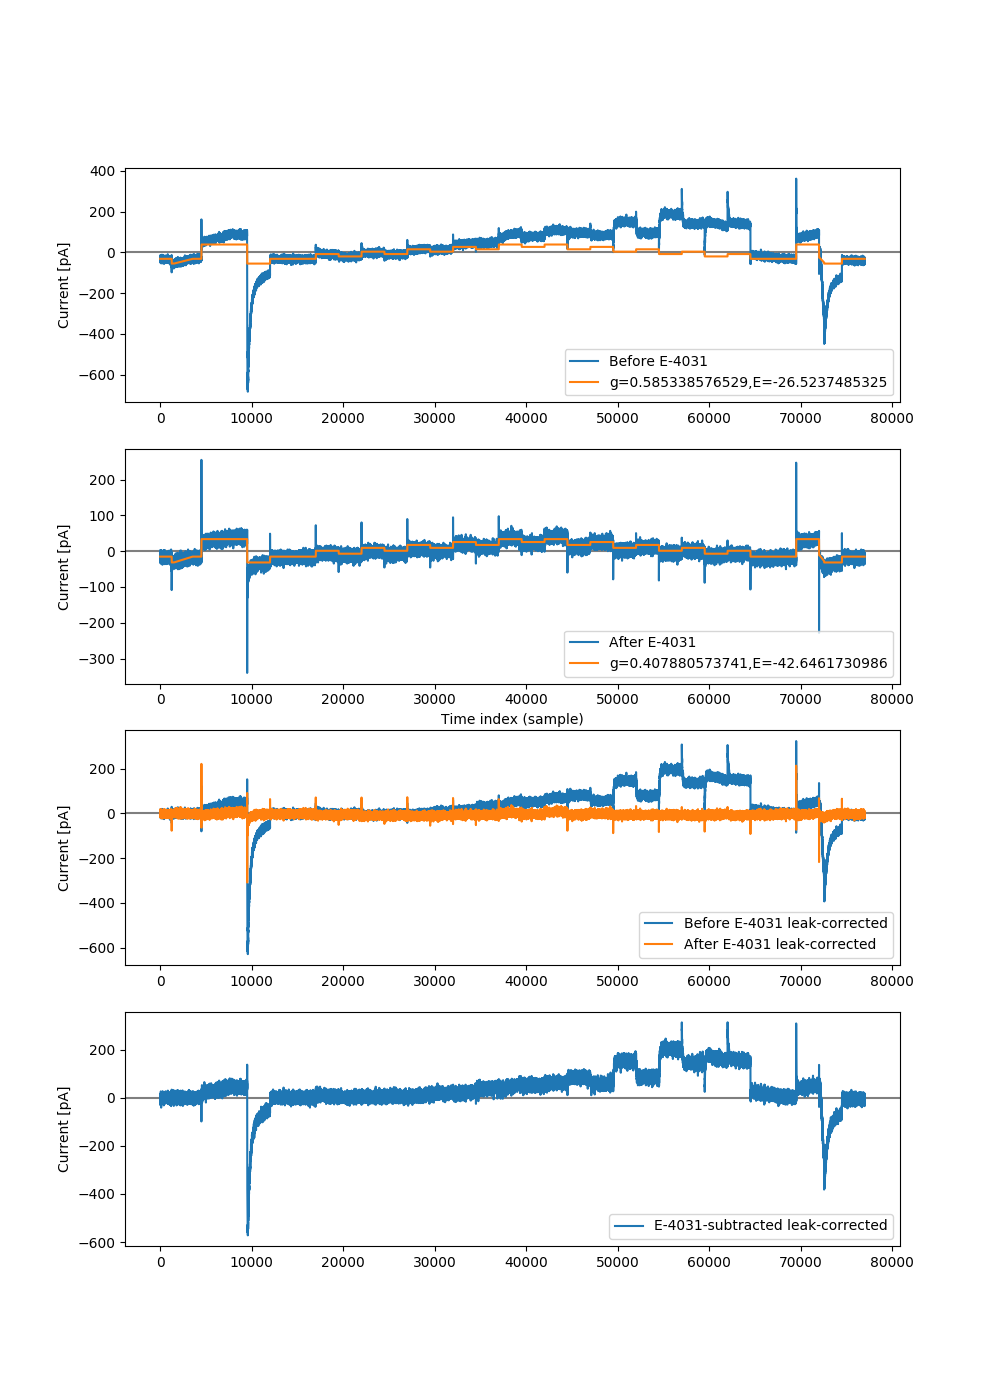 400
200
0
−200
−400
−600
Current [pA]
Before E-4031
g=0.585338576529,E=-26.5237485325
0 10000 20000 30000 40000 50000 60000 70000 80000
200
100
0
−100
−200
−300
Current [pA]
After E-4031
g=0.407880573741,E=-42.6461730986
0 10000 20000 30000 40000 50000 60000 70000 80000
Time index (sample)
200
0
−200
−400
−600
Current [pA]
Before E-4031 leak-corrected
After E-4031 leak-corrected
0 10000 20000 30000 40000 50000 60000 70000 80000
200
0
−200
−400
−600
Current [pA]
E-4031-subtracted leak-corrected
0 10000 20000 30000 40000 50000 60000 70000 80000